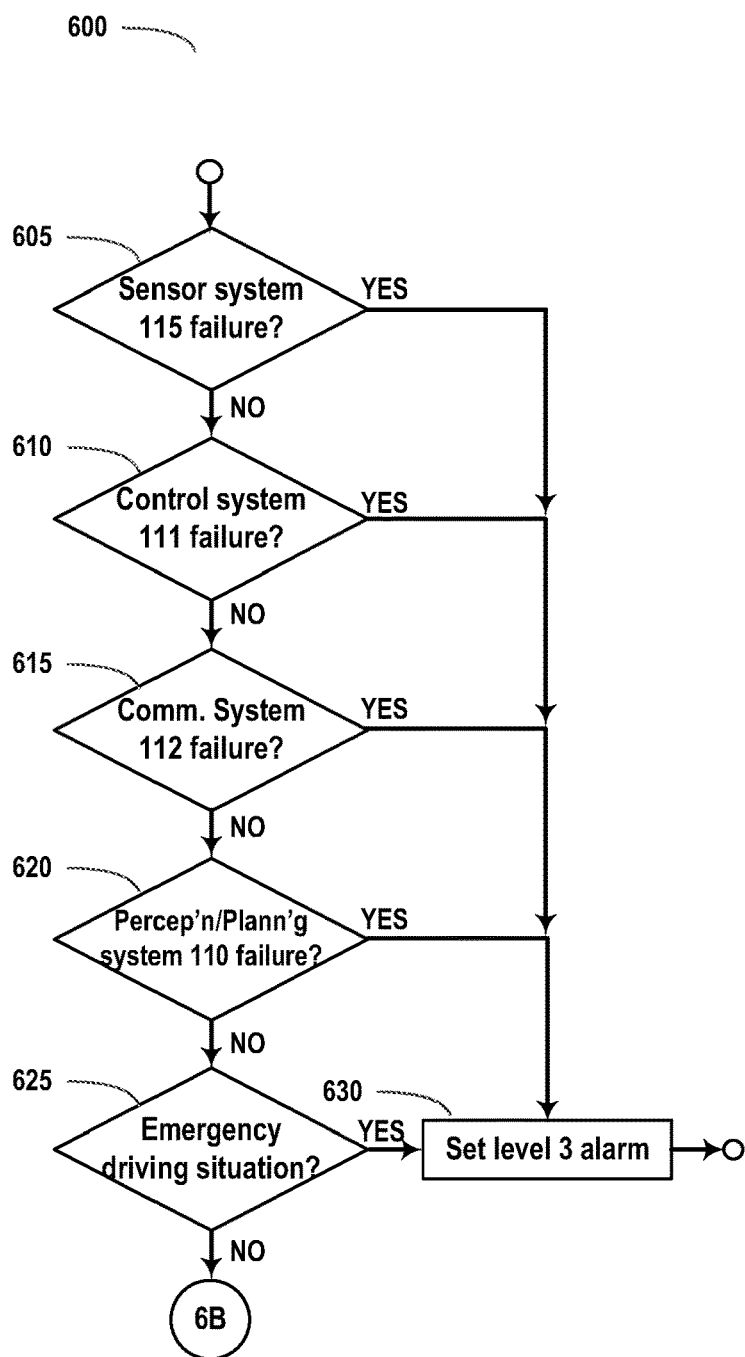 600
605
Sensor system
115 failure?
YES
NO
610
Control system
111 failure?
YES
NO
615
Comm. System
112 failure?
YES
NO
620
Percep'n/Plann'g
system 110 failure?
YES
NO
625
Emergency
driving situation?
YES
630
Set level 3 alarm
NO
6B